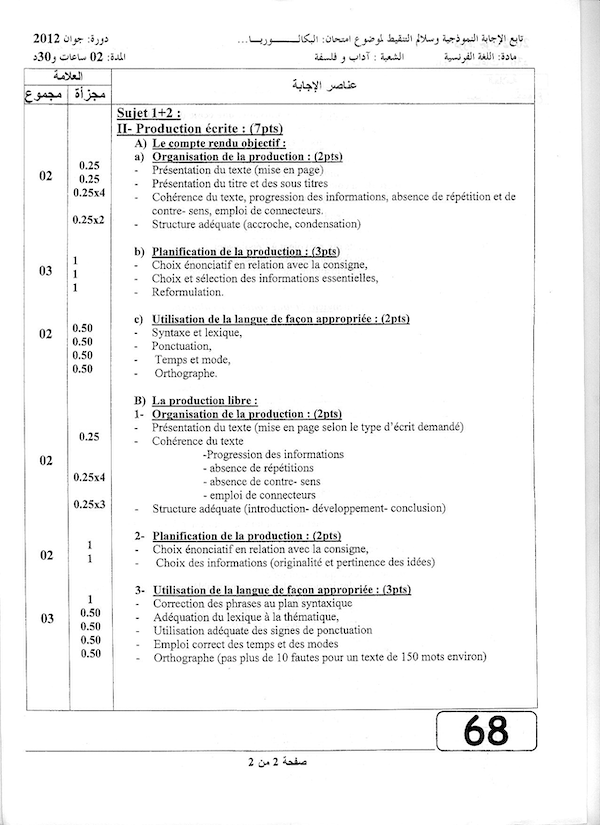 تابع الإجابة النموذجية وسلالم التنقيط لموضوع امتحان: البكالـــــــوريـــا... دورة: جوان 2012
مادة: اللغة الفرنسية الشعبة : آداب و فلسفة المدة: 02 ساعات و30د
العلامة
عناصر الإجابة
مجزأة مجموع
Sujet 1+2 :
II- Production écrite : (7pts)
A) Le compte rendu objectif :
a) Organisation de la production : (2pts)
02 0.25 - Présentation du texte (mise en page)
0.25 - Présentation du titre et des sous titres
0.25x4 - Cohérence du texte, progression des informations, absence de répétition et de
contre- sens, emploi de connecteurs.
0.25x2 - Structure adéquate (accroche, condensation)
b) Planification de la production : (3pts)
03 1 - Choix énonciatif en relation avec la consigne,
1 - Choix et sélection des informations essentielles,
1 - Reformulation.
c) Utilisation de la langue de façon appropriée : (2pts)
02 0.50 - Syntaxe et lexique,
0.50 - Ponctuation,
0.50 - Temps et mode,
0.50 - Orthographe.
B) La production libre :
1- Organisation de la production : (2pts)
- Présentation du texte (mise en page selon le type d'écrit demandé)
0.25 - Cohérence du texte
-Progression des informations
02 - absence de répétitions
0.25x4 - absence de contre- sens
- emploi de connecteurs
0.25x3 - Structure adéquate (introduction- développement- conclusion)
2- Planification de la production : (2pts)
02 1 - Choix énonciatif en relation avec la consigne,
1 - Choix des informations (originalité et pertinence des idées)
3- Utilisation de la langue de façon appropriée : (3pts)
1 - Correction des phrases au plan syntaxique
03 0.50 - Adéquation du lexique à la thématique,
0.50 - Utilisation adéquate des signes de ponctuation
0.50 - Emploi correct des temps et des modes
0.50 - Orthographe (pas plus de 10 fautes pour un texte de 150 mots environ)
68
صفحة 2 من 2